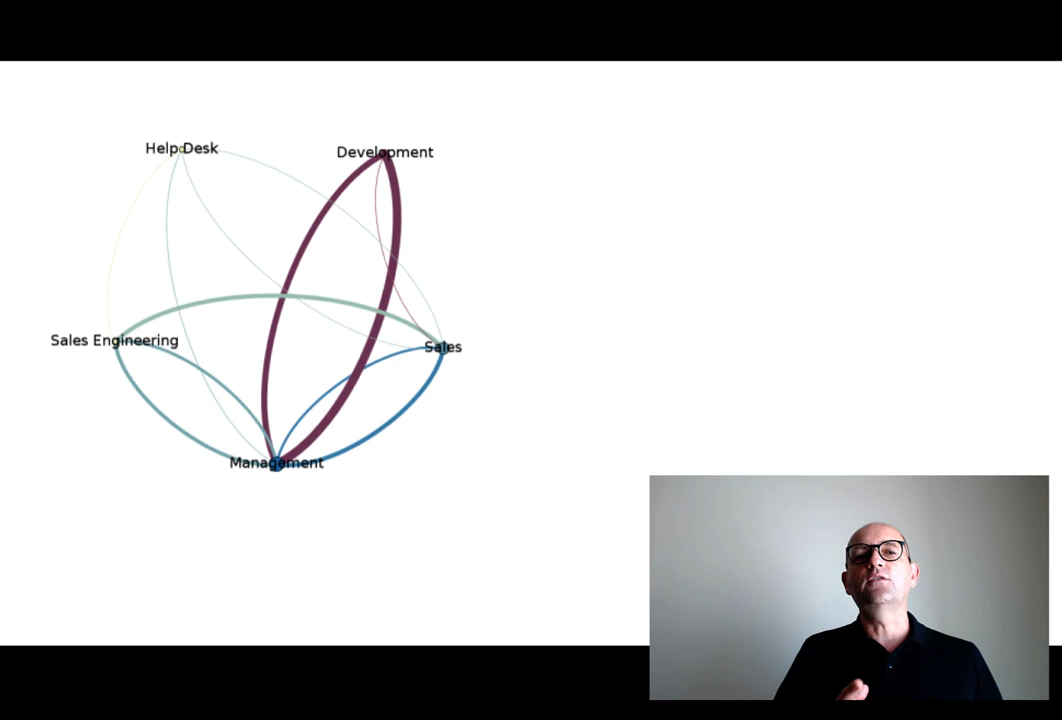 Help Desk
Development
Sales Engineering
Sales
Management